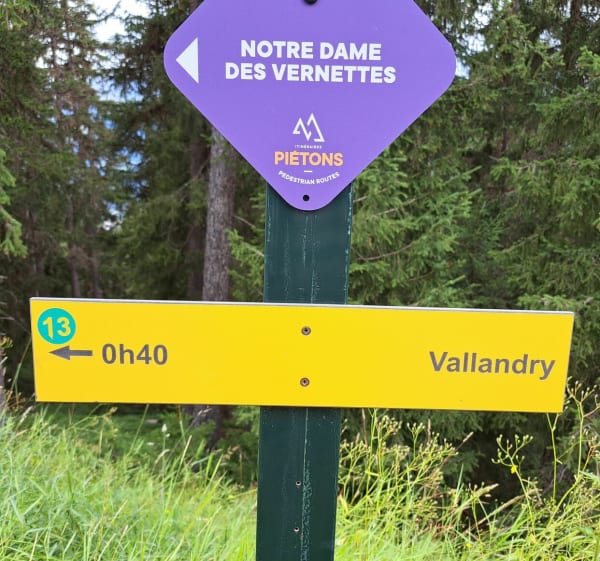 NOTRE DAME
DES VERNETTES
ITINÉRAIRES
PIÉTONS
PEDESTRIAN ROUTES
13
0h40
Vallandry